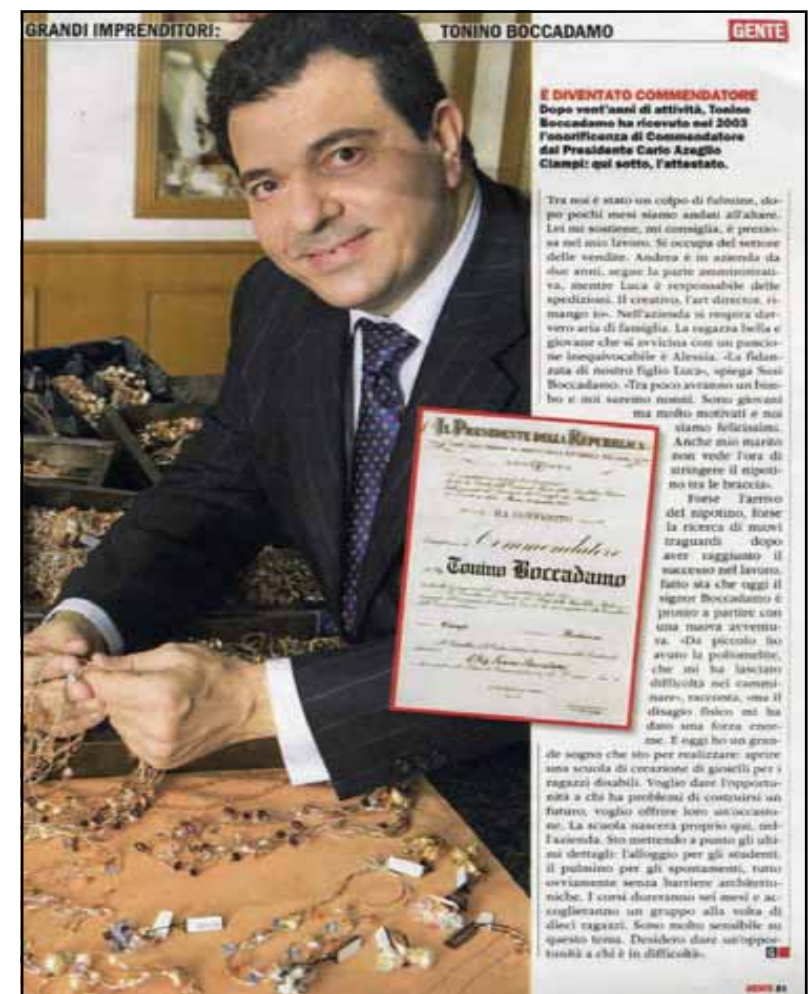 GRANDI IMPRENDITORI:
TONINO BOCCADAMO
GENTE
È DIVENTATO COMMENDATORE
Dopo vent'anni di attività, Tonino
Boccadamo ha ricevuto nel 2003
l'onorificenza di Commendatore
dal Presidente Carlo Azeglio
Ciampi: qui sotto, l'attestato.
Tra noi è stato un colpo di fulmine, do-
po pochi mesi siamo andati all'altare.
Lei mi sostiene, mi consiglia, è prezio-
sa nel mio lavoro. Si occupa del settore
delle vendite. Andrea è in azienda da
due anni, segue la parte amministrati-
va, mentre Luca è responsabile delle
spedizioni. Il creativo, l'art director, ri-
mango io». Nell'azienda si respira dav-
vero aria di famiglia. La ragazza bella e
giovane che si avvicina con un pancio-
ne inequivocabile è Alessia. «La fidan-
zata di nostro figlio Luca», spiega Susi
Boccadamo. «Tra poco avranno un bim-
bo e noi saremo nonni. Sono giovani
ma molto motivati e noi
siamo felicissimi.
Anche mio marito
non vede l'ora di
stringere il nipoti-
no tra le braccia».
Forse l'arrivo
del nipotino, forse
la ricerca di nuovi
traguardi dopo
aver raggiunto il
successo nel lavoro,
fatto sta che oggi il
signor Boccadamo è
pronto a partire con
una nuova avventu-
ra. «Da piccolo ho
avuto la poliomelite,
che mi ha lasciato
difficoltà nel cammi-
nare», racconta, «ma il
disagio fisico mi ha
dato una forza enor-
me. E oggi ho un gran-
de sogno che sto per realizzare: aprire
una scuola di creazione di gioielli per i
ragazzi disabili. Voglio dare l'opportu-
nità a chi ha problemi di costruirsi un
futuro, voglio offrire loro un'occasio-
ne. La scuola nascerà proprio qui, nel-
l'azienda. Sto mettendo a punto gli ulti-
mi dettagli: l'alloggio per gli studenti,
il pulmino per gli spostamenti, tutto
ovviamente senza barriere architetto-
niche. I corsi dureranno sei mesi e ac-
coglieranno un gruppo alla volta di
dieci ragazzi. Sono molto sensibile su
questo tema. Desidero dare un'oppor-
tunità a chi è in difficoltà».
IL PRESIDENTE DELLA REPUBBLICA
HA CONFERITO
Commendatore
Tonino Boccadamo
GENTE 81